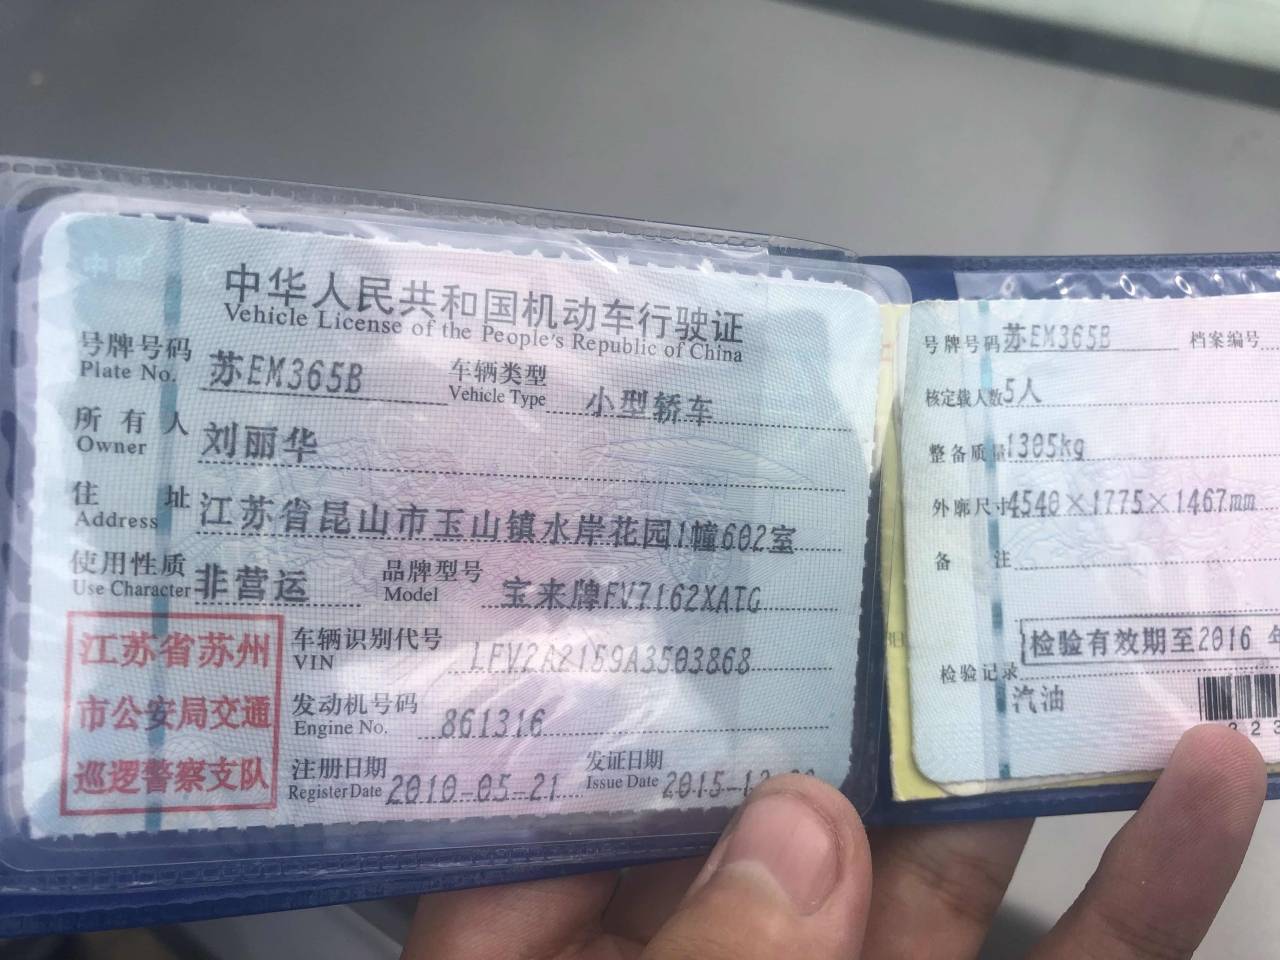 中华人民共和国机动车行驶证
Vehicle License of the People's Republic of China
号牌号码 苏EM365B 车辆类型 小型轿车
Plate No. Vehicle Type
所有人 刘丽华
Owner
住址 江苏省昆山市玉山镇水岸花园1幢602室
Address
使用性质 非营运 品牌型号 宝来牌FV7162XATG
Use Character Model
江苏省苏州
市公安局交通
巡逻警察支队
车辆识别代号 LFV2A2159A3503868
VIN
发动机号码 861316
Engine No.
注册日期 2010-05-21 发证日期 2015-1
Register Date Issue Date
号牌号码 苏EM365B 档案编号
核定载人数 5人
整备质量 1305kg
外廓尺寸 4540×1775×1467mm
备注
检验有效期至2016年
检验记录
汽油
323